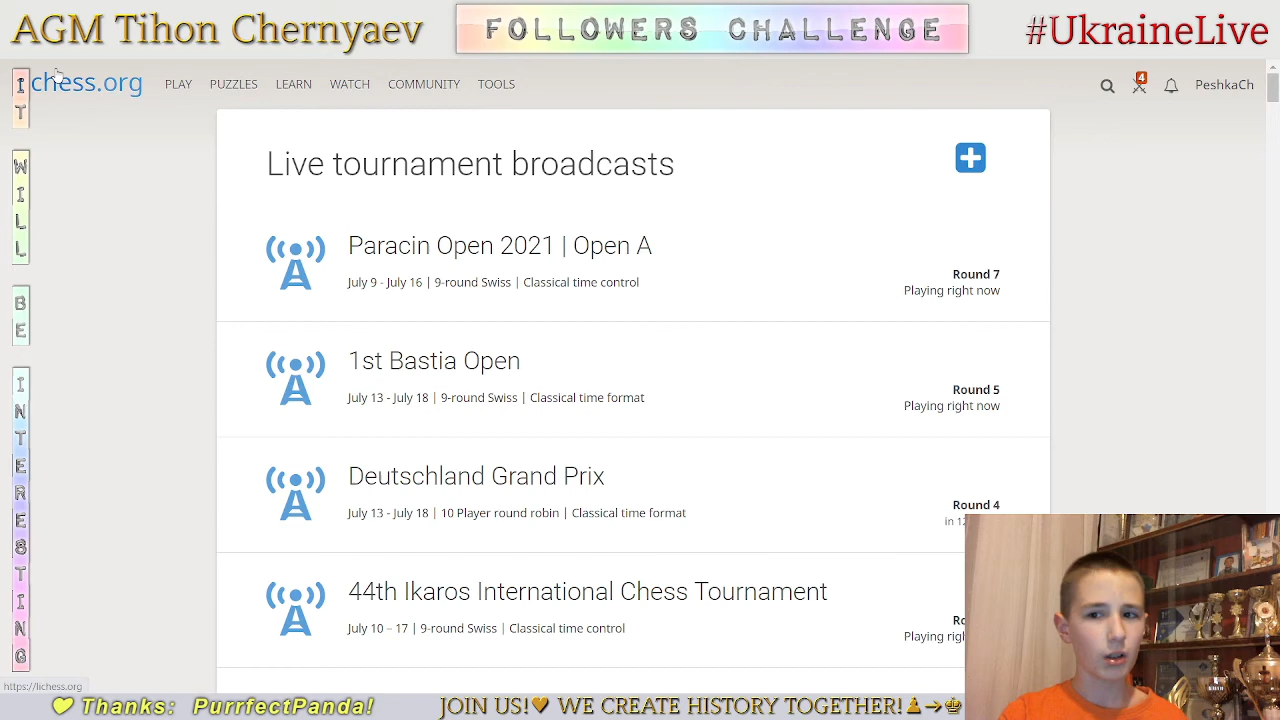 AGM Tihon Chernyaev
FOLLOWERS CHALLENGE
#UkraineLive
chess.org
PLAY
PUZZLES
LEARN
WATCH
COMMUNITY
TOOLS
4
PeshkaCh
IT
WILL
BE
INTERESTING
Live tournament broadcasts
Paracin Open 2021 | Open A
July 9 - July 16 | 9-round Swiss | Classical time control
Round 7
Playing right now
1st Bastia Open
July 13 - July 18 | 9-round Swiss | Classical time format
Round 5
Playing right now
Deutschland Grand Prix
July 13 - July 18 | 10 Player round robin | Classical time format
Round 4
in 12
44th Ikaros International Chess Tournament
July 10 – 17 | 9-round Swiss | Classical time control
https://lichess.org
Thanks: PurrfectPanda!
JOIN US! WE CREATE HISTORY TOGETHER!